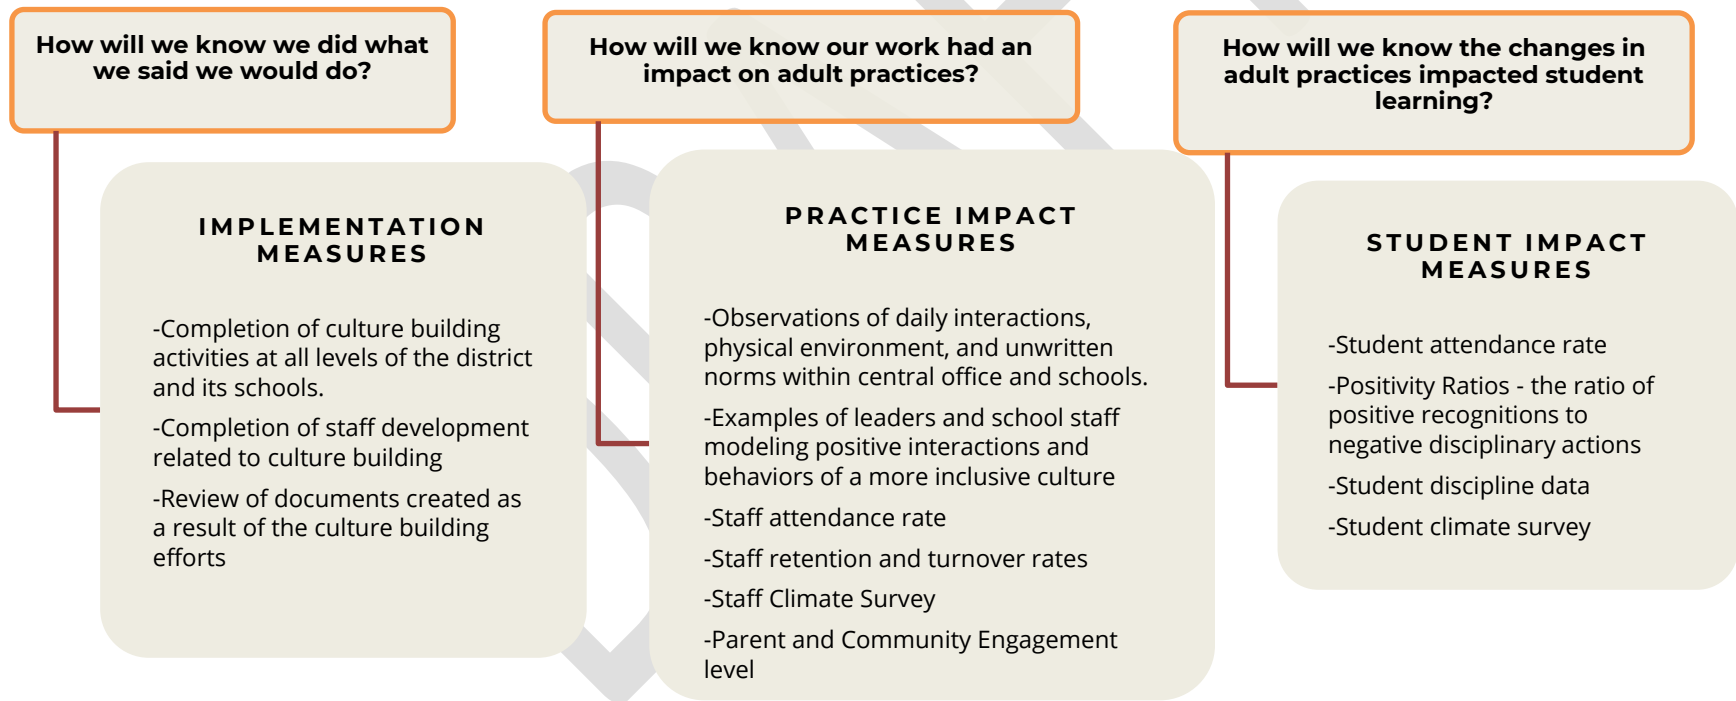 How will we know we did what
we said we would do?
IMPLEMENTATION
MEASURES
-Completion of culture building
activities at all levels of the district
and its schools.
-Completion of staff development
related to culture building
-Review of documents created as
a result of the culture building
efforts
How will we know our work had an
impact on adult practices?
PRACTICE IMPACT
MEASURES
-Observations of daily interactions,
physical environment, and unwritten
norms within central office and schools.
-Examples of leaders and school staff
modeling positive interactions and
behaviors of a more inclusive culture
-Staff attendance rate
-Staff retention and turnover rates
-Staff Climate Survey
-Parent and Community Engagement
level
How will we know the changes in
adult practices impacted student
learning?
STUDENT IMPACT
MEASURES
-Student attendance rate
-Positivity Ratios - the ratio of
positive recognitions to
negative disciplinary actions
-Student discipline data
-Student climate survey